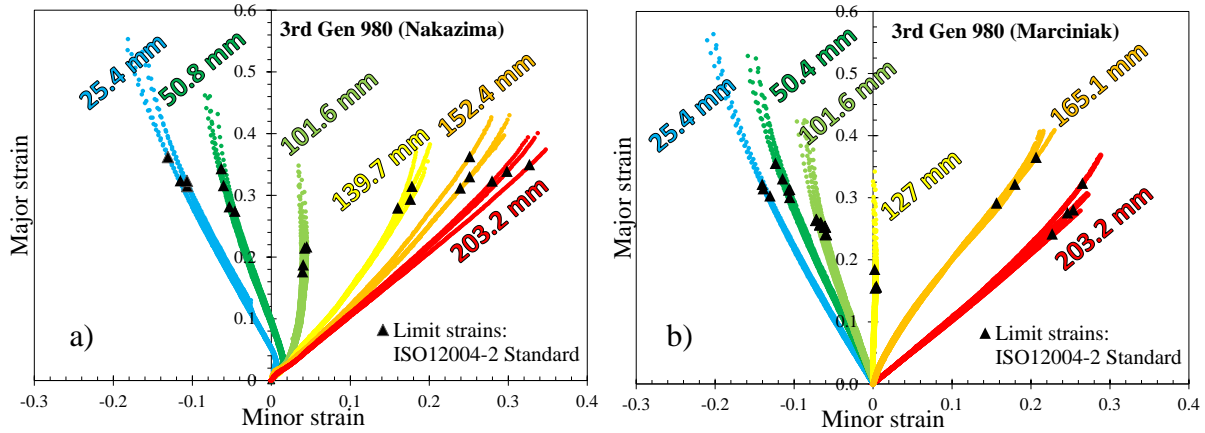 3rd Gen 980 (Nakazima)
Major strain
0.6
0.5
0.4
0.3
0.2
0.1
0.0
25.4 mm
50.8 mm
101.6 mm
139.7 mm
152.4 mm
203.2 mm
a)
▲ Limit strains:
ISO12004-2 Standard
-0.3 -0.2 -0.1 0 0.1 0.2 0.3 0.4
Minor strain
3rd Gen 980 (Marciniak)
Major strain
0.6
0.5
0.4
0.3
0.2
0.1
0.0
25.4 mm
50.4 mm
101.6 mm
127 mm
165.1 mm
203.2 mm
b)
▲ Limit strains:
ISO12004-2 Standard
-0.3 -0.2 -0.1 0 0.1 0.2 0.3 0.4
Minor strain